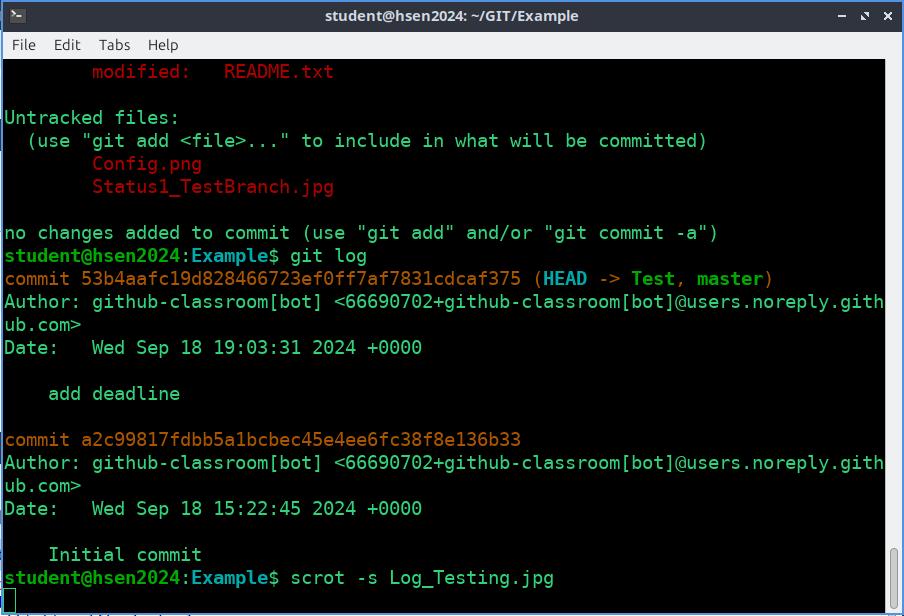 student@hsen2024: ~/GIT/Example
File Edit Tabs Help
modified: README.txt
Untracked files:
(use "git add <file>..." to include in what will be committed)
Config.png
Status1_TestBranch.jpg
no changes added to commit (use "git add" and/or "git commit -a")
student@hsen2024:Example$ git log
commit 53b4aafc19d828466723ef0ff7af7831cdcaf375 (HEAD -> Test, master)
Author: github-classroom[bot] <66690702+github-classroom[bot]@users.noreply.gith
ub.com>
Date:   Wed Sep 18 19:03:31 2024 +0000
add deadline
commit a2c99817fdbb5a1bcbec45e4ee6fc38f8e136b33
Author: github-classroom[bot] <66690702+github-classroom[bot]@users.noreply.gith
ub.com>
Date:   Wed Sep 18 15:22:45 2024 +0000
Initial commit
student@hsen2024:Example$ scrot -s Log_Testing.jpg